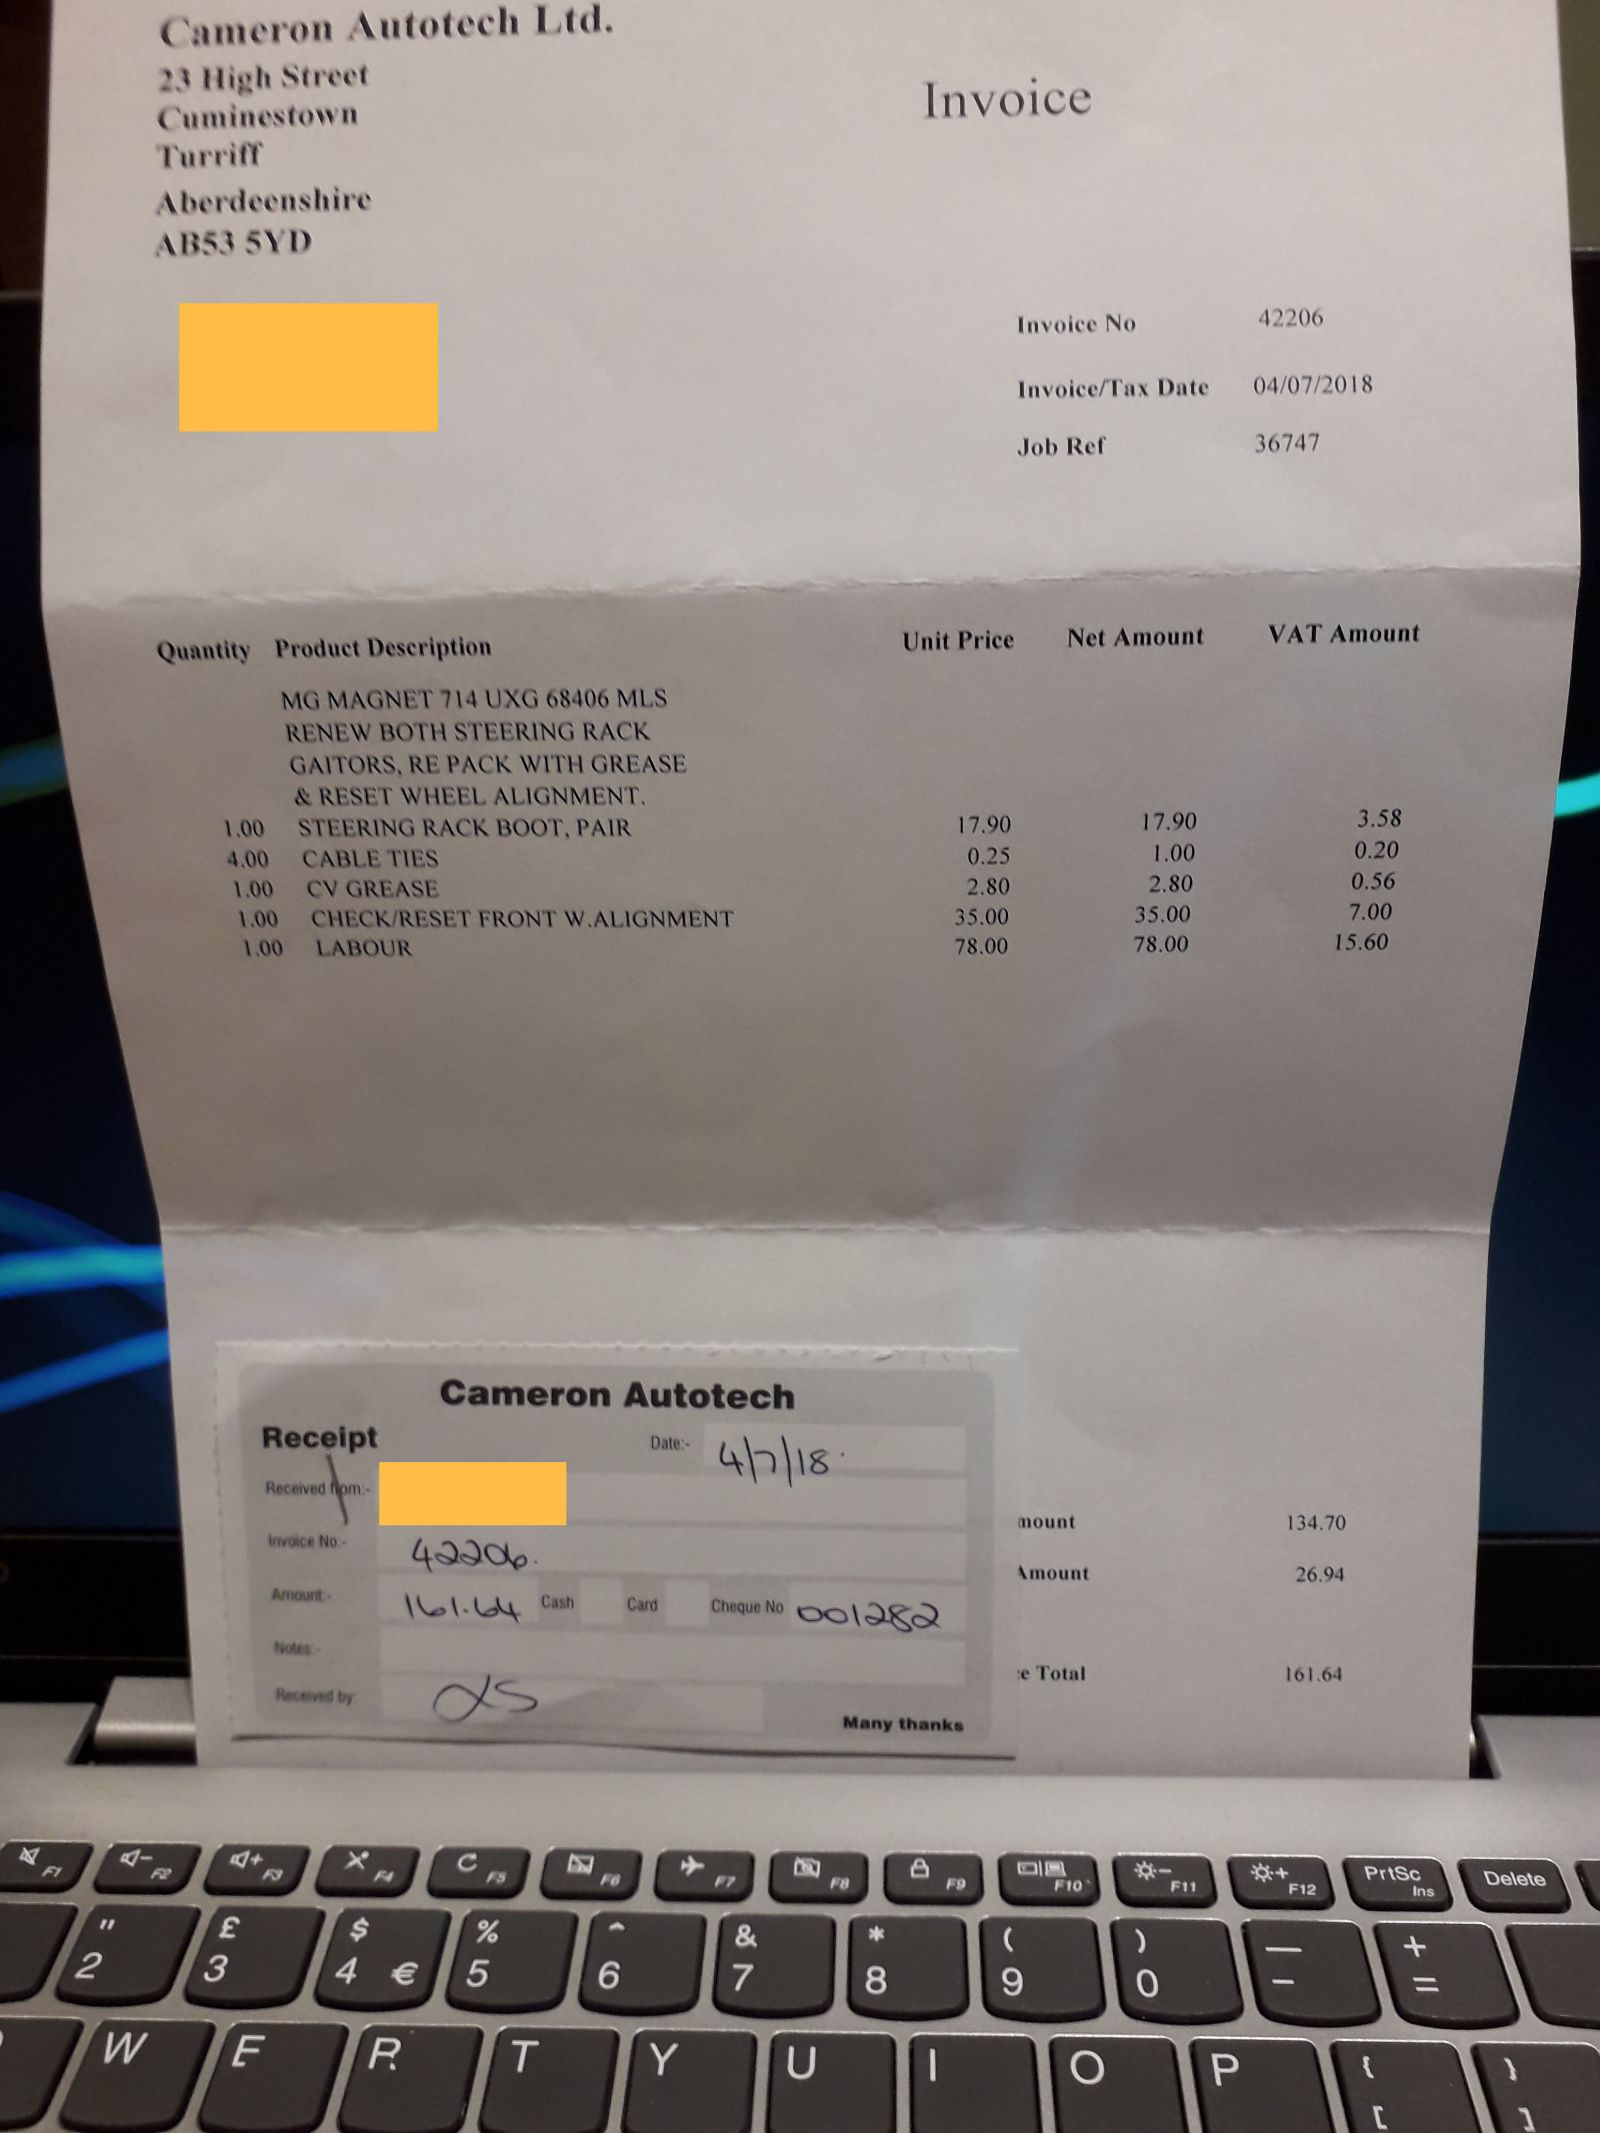 Cameron Autotech Ltd.
23 High Street
Cuminestown
Turriff
Aberdeenshire
AB53 5YD
Invoice
Invoice No 42206
Invoice/Tax Date 04/07/2018
Job Ref 36747
Quantity Product Description Unit Price Net Amount VAT Amount
MG MAGNET 714 UXG 68406 MLS
RENEW BOTH STEERING RACK
GAITORS, RE PACK WITH GREASE
& RESET WHEEL ALIGNMENT.
1.00 STEERING RACK BOOT, PAIR 17.90 17.90 3.58
4.00 CABLE TIES 0.25 1.00 0.20
1.00 CV GREASE 2.80 2.80 0.56
1.00 CHECK/RESET FRONT W.ALIGNMENT 35.00 35.00 7.00
1.00 LABOUR 78.00 78.00 15.60
Cameron Autotech
Receipt
Date:- 4/7/18.
Received from:-
Invoice No:- 42206.
Amount:- 161.64 Cash Card Cheque No 001282
Notes:-
Received by:
Many thanks
mount 134.70
Amount 26.94
e Total 161.64
F1 F2 F3 F4 F5 F6 F7 F8 F9 F10 F11 F12 PrtSc Ins Delete
" 2 £ 3 $ 4 € % 5 ^ 6 & 7 * 8 ( 9 ) 0 — - + =
W E R T Y U I O P { [ } ]